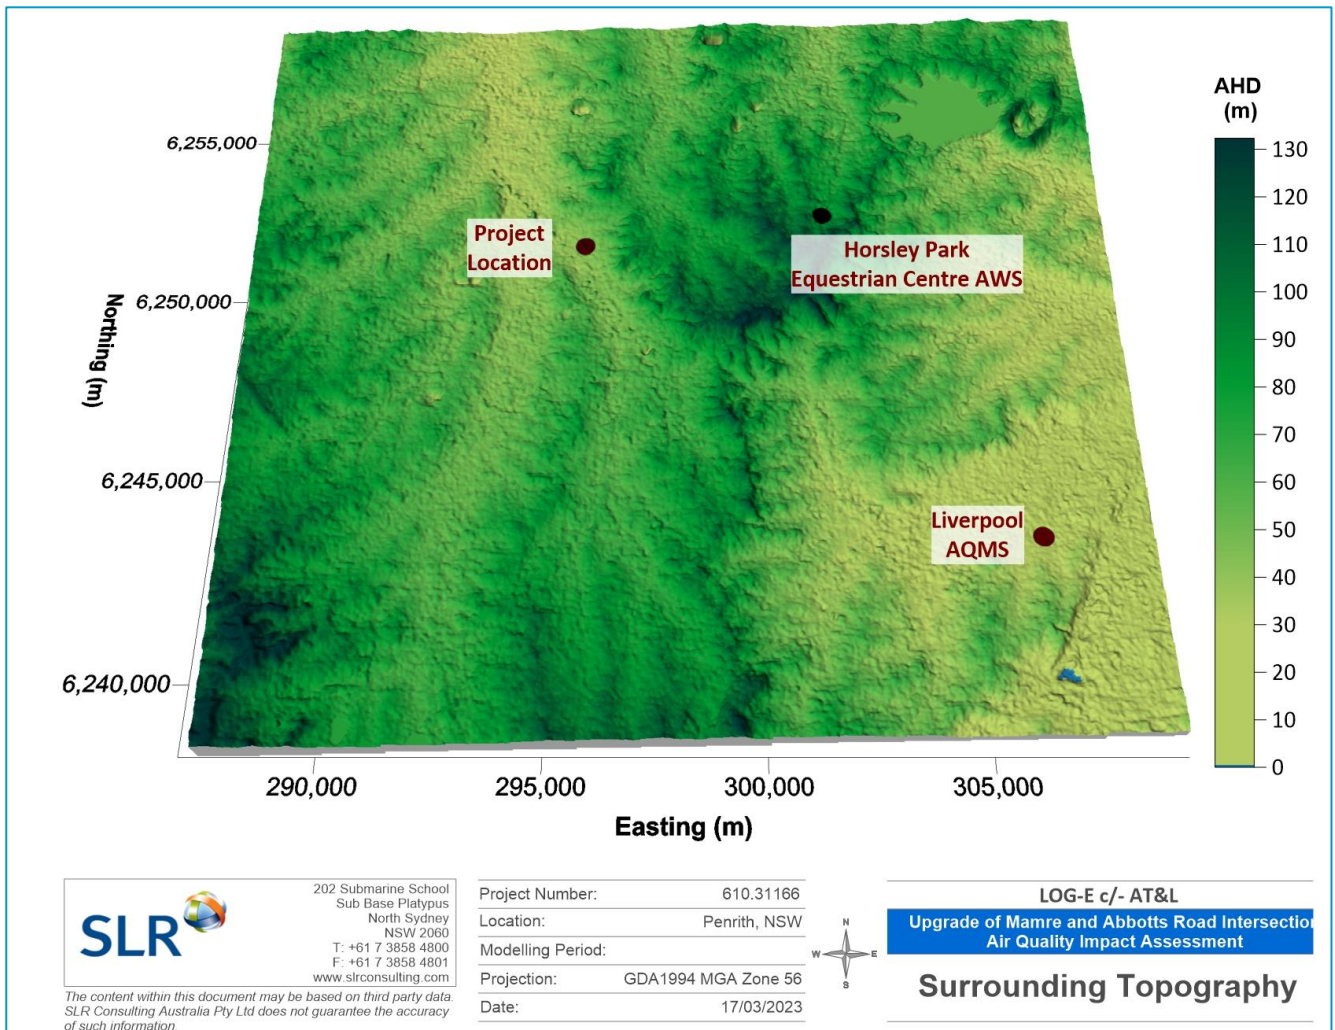 AHD
(m)
130
120
110
100
90
80
70
60
50
40
30
20
10
0
6,255,000
6,250,000
6,245,000
6,240,000
Northing (m)
Project
Location
Horsley Park
Equestrian Centre AWS
Liverpool
AQMS
290,000
295,000
300,000
305,000
Easting (m)
SLR
202 Submarine School
Sub Base Platypus
North Sydney
NSW 2060
T: +61 7 3858 4800
F: +61 7 3858 4801
www.slrconsulting.com
The content within this document may be based on third party data.
SLR Consulting Australia Pty Ltd does not guarantee the accuracy
of such information.
Project Number: 610.31166
Location: Penrith, NSW
Modelling Period:
Projection: GDA1994 MGA Zone 56
Date: 17/03/2023
N
W E
S
LOG-E c/- AT&L
Upgrade of Mamre and Abbotts Road Intersection
Air Quality Impact Assessment
Surrounding Topography